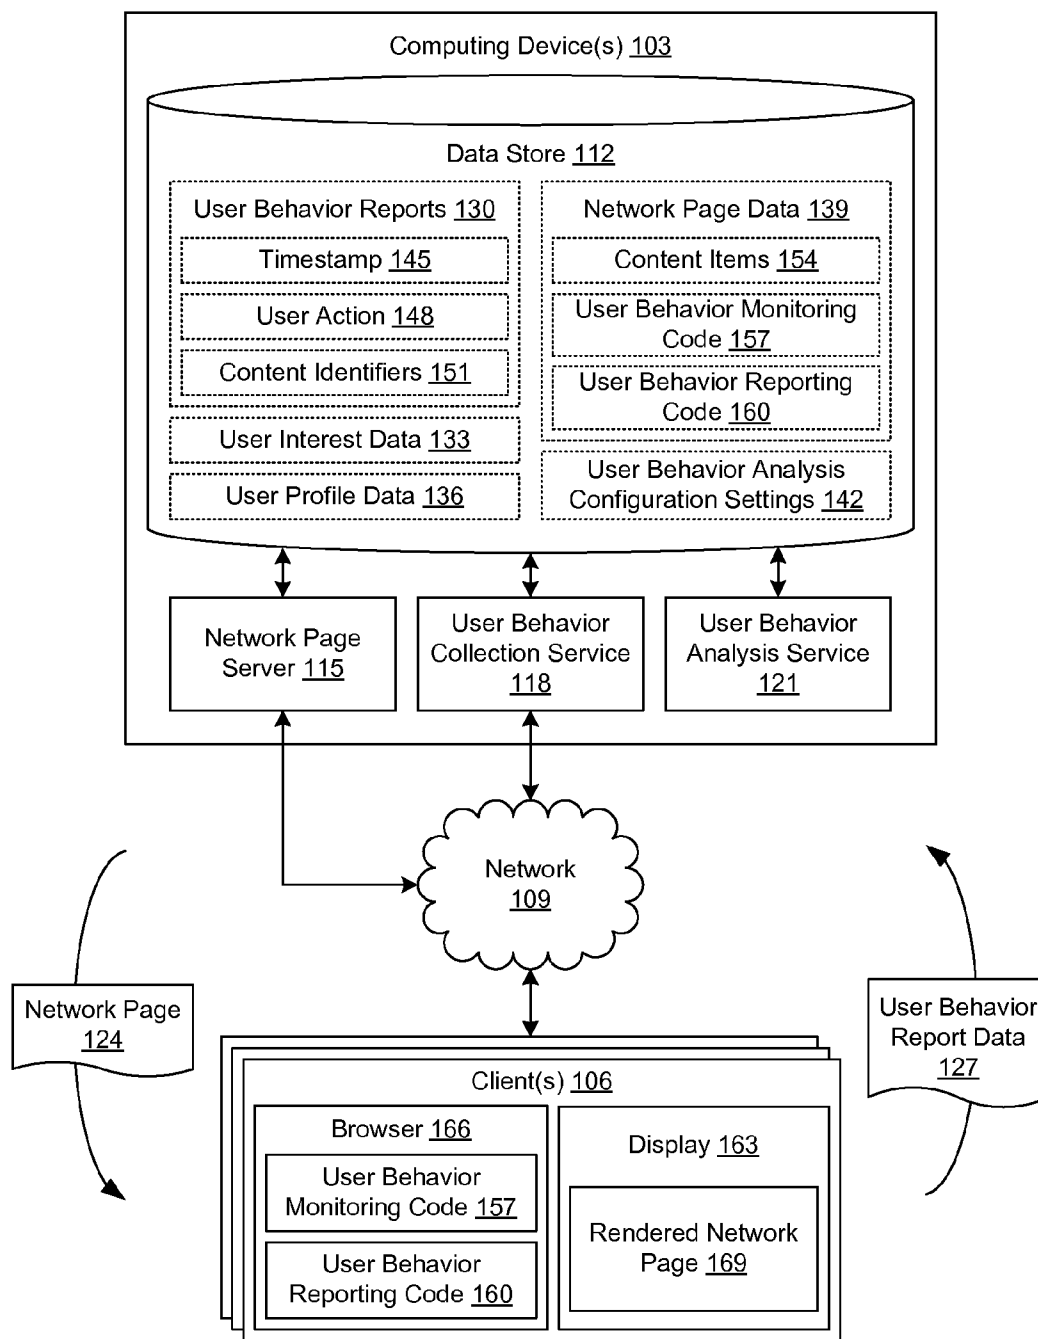 Computing Device(s) 103
Data Store 112
User Behavior Reports 130
Timestamp 145
User Action 148
Content Identifiers 151
User Interest Data 133
User Profile Data 136
Network Page Data 139
Content Items 154
User Behavior Monitoring
Code 157
User Behavior Reporting
Code 160
User Behavior Analysis
Configuration Settings 142
Network Page
Server 115
User Behavior
Collection Service
118
User Behavior
Analysis Service
121
Network
109
Network Page
124
User Behavior
Report Data
127
Client(s) 106
Browser 166
User Behavior
Monitoring Code 157
User Behavior
Reporting Code 160
Display 163
Rendered Network
Page 169